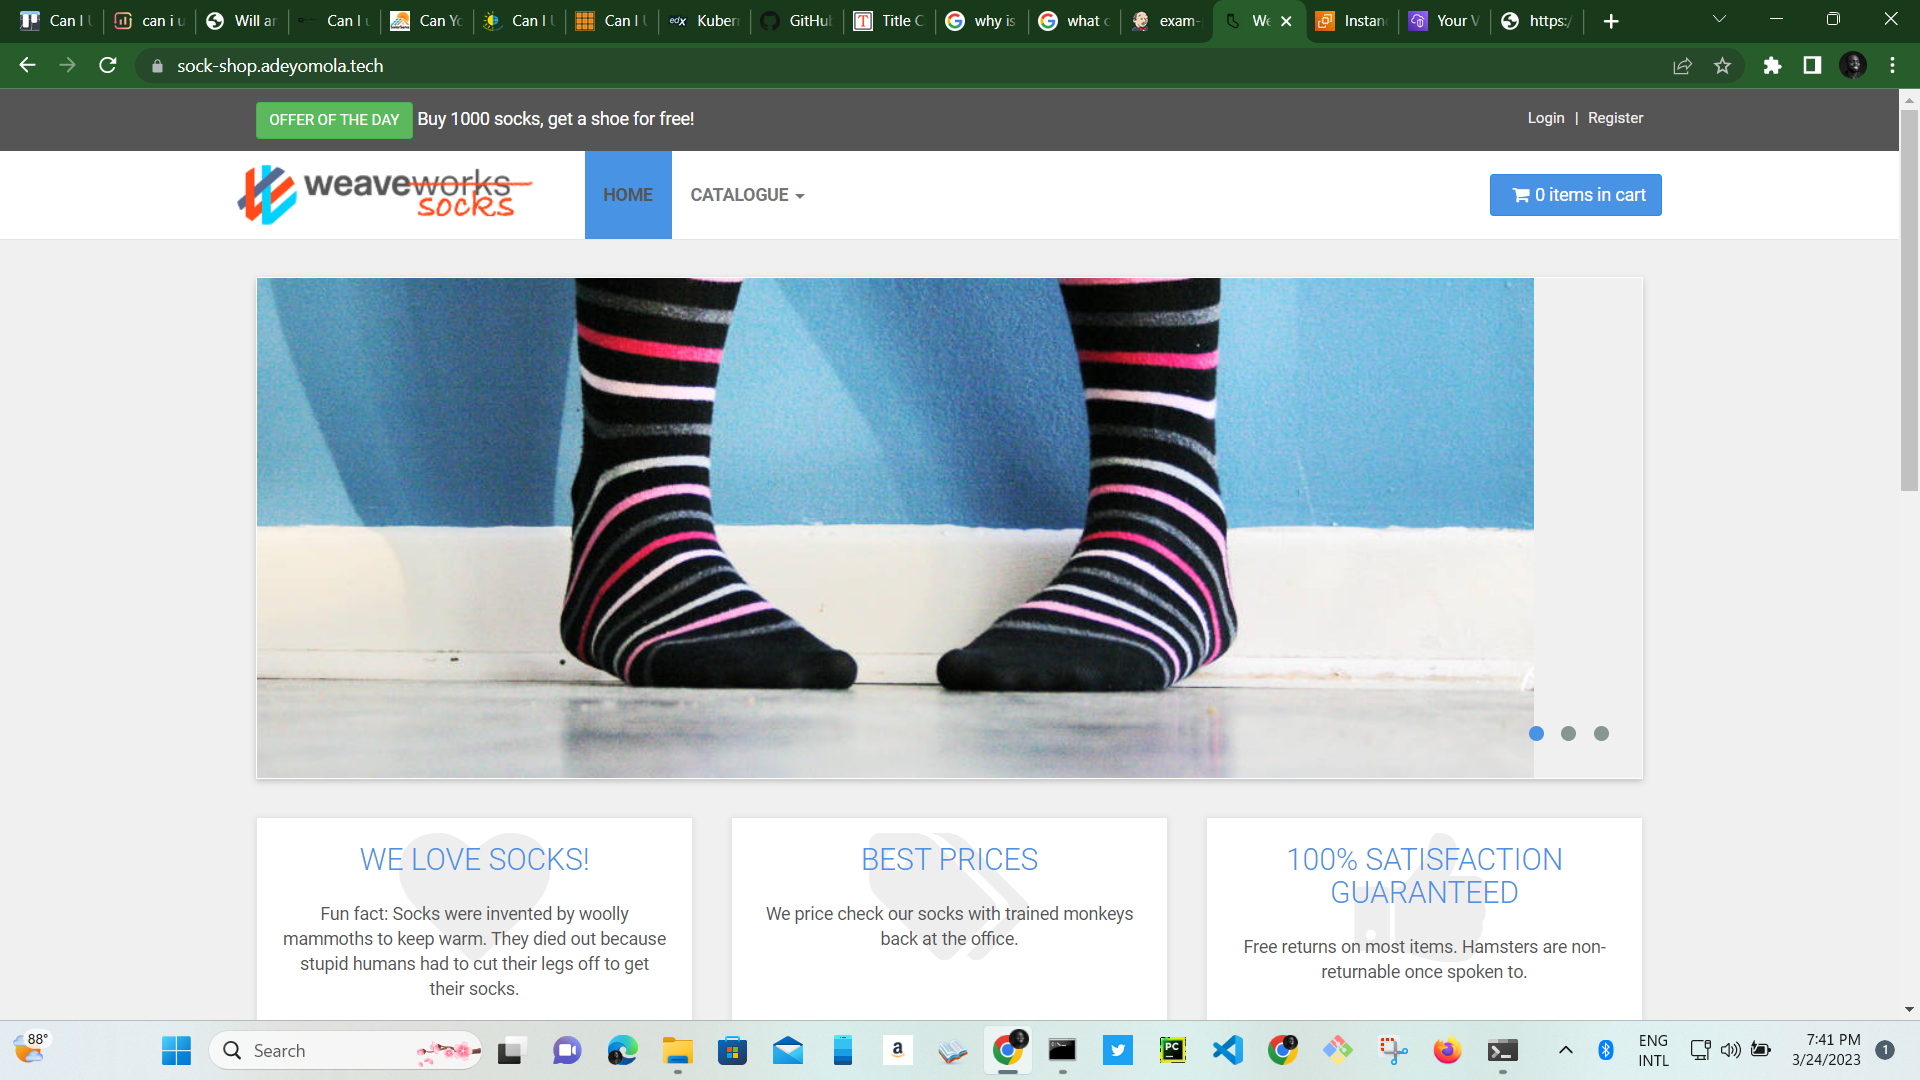 Can I U
can i u
Will ar
Can I u
Can Yo
Can I U
Can I U
edX Kubern
GitHub
T Title C
why is
what c
exam-
We
Instan
Your V
https:/
sock-shop.adeyomola.tech
OFFER OF THE DAY Buy 1000 socks, get a shoe for free!
Login | Register
weaveworks
socks
HOME
CATALOGUE
0 items in cart
WE LOVE SOCKS!
Fun fact: Socks were invented by woolly
mammoths to keep warm. They died out because
stupid humans had to cut their legs off to get
their socks.
BEST PRICES
We price check our socks with trained monkeys
back at the office.
100% SATISFACTION
GUARANTEED
Free returns on most items. Hamsters are non-
returnable once spoken to.
88°
Search
a
PC
ENG
INTL
7:41 PM
3/24/2023
1